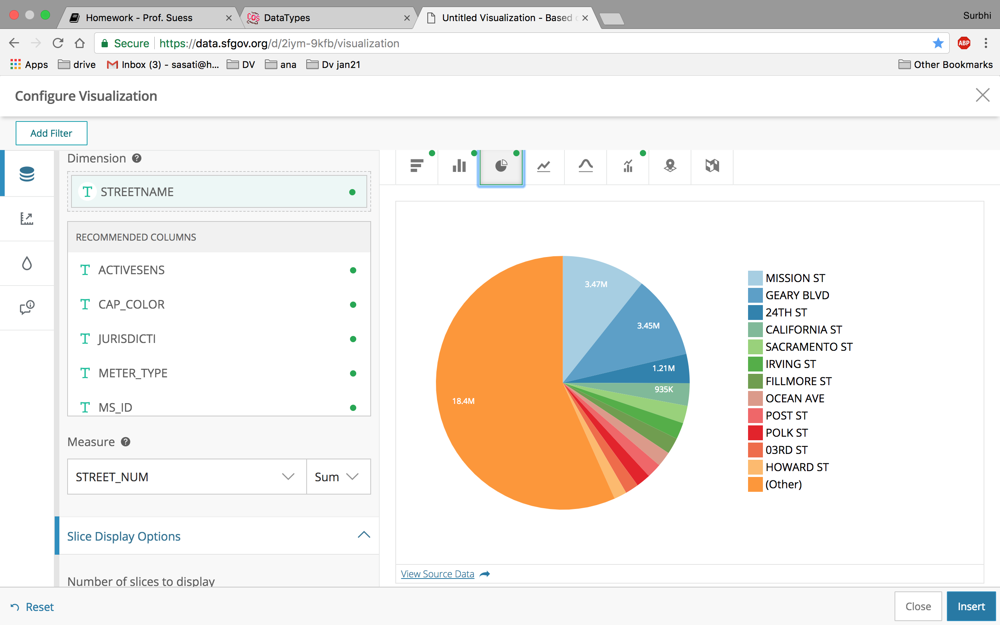 Homework - Prof. Suess
DataTypes
Untitled Visualization - Based
Surbhi
Secure
https://data.sfgov.org/d/2iym-9kfb/visualization
ABP
Apps
drive
Inbox (3) - sasati@h...
DV
ana
Dv jan21
Other Bookmarks
Configure Visualization
Add Filter
Dimension
STREETNAME
RECOMMENDED COLUMNS
ACTIVESENS
CAP_COLOR
JURISDICTI
METER_TYPE
MS_ID
Measure
STREET_NUM
Sum
Slice Display Options
Number of slices to display
3.47M
3.45M
1.21M
935K
18.4M
MISSION ST
GEARY BLVD
24TH ST
CALIFORNIA ST
SACRAMENTO ST
IRVING ST
FILLMORE ST
OCEAN AVE
POST ST
POLK ST
03RD ST
HOWARD ST
(Other)
View Source Data
Reset
Close
Insert